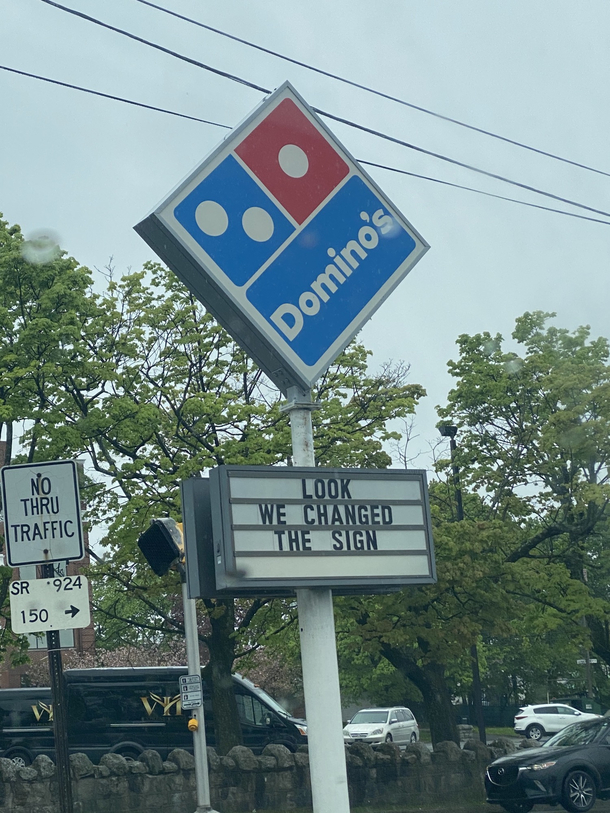 Domino's
LOOK
WE CHANGED
THE SIGN
NO
THRU
TRAFFIC
SR 924
150